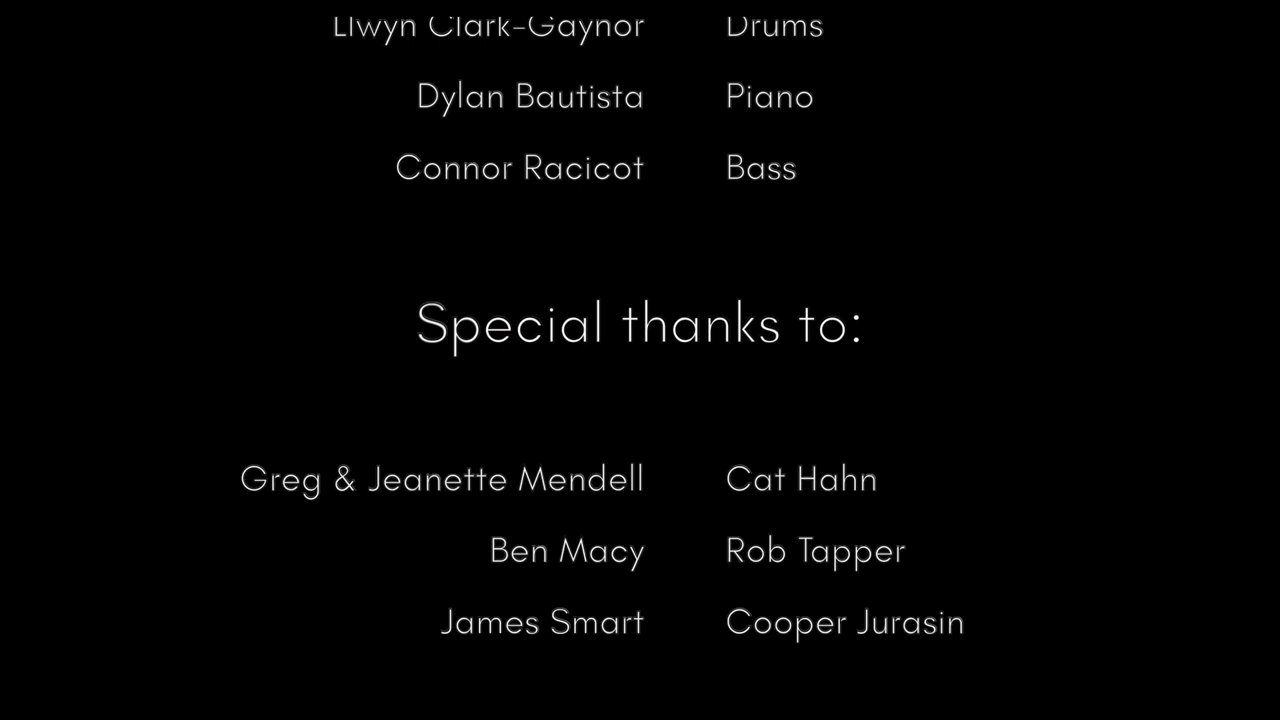 Llwyn Clark-Gaynor Drums
Dylan Bautista Piano
Connor Racicot Bass
Special thanks to:
Greg & Jeanette Mendell Cat Hahn
Ben Macy Rob Tapper
James Smart Cooper Jurasin